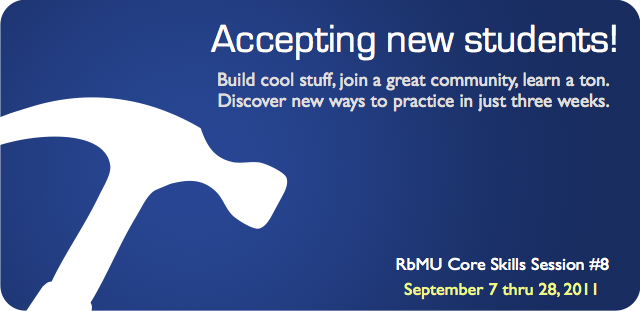 Accepting new students!
Build cool stuff, join a great community, learn a ton.
Discover new ways to practice in just three weeks.
RbMU Core Skills Session #8
September 7 thru 28, 2011